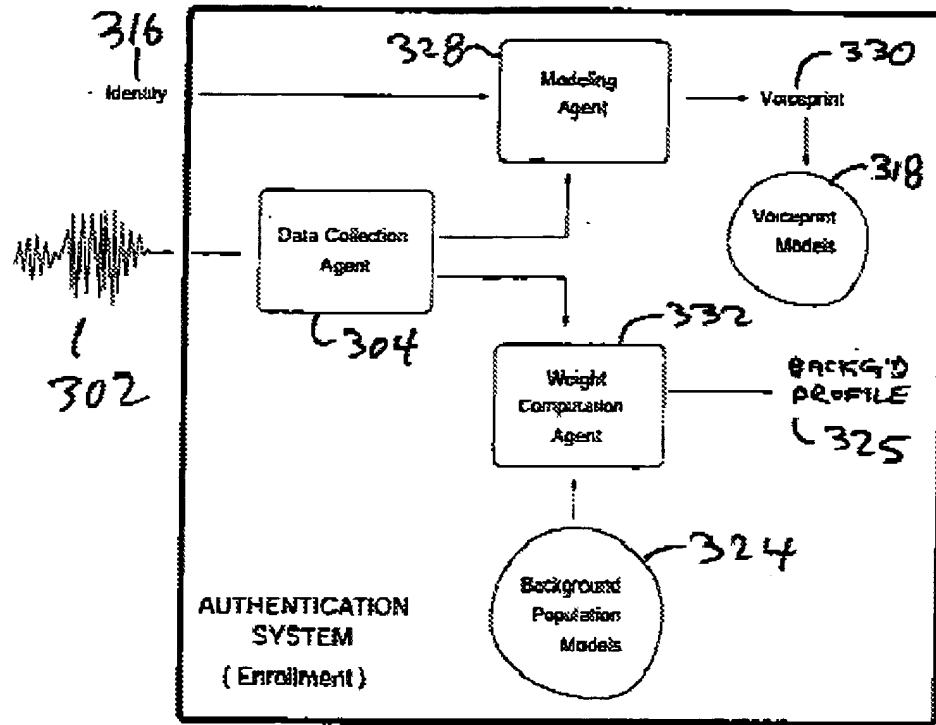 316
Identity
328
Modeling
Agent
330
Voiceprint
318
Voiceprint
Models
Data Collection
Agent
304
302
332
Weight
Computation
Agent
BACKG'D
PROFILE
325
324
Background
Population
Models
AUTHENTICATION
SYSTEM
(Enrollment)